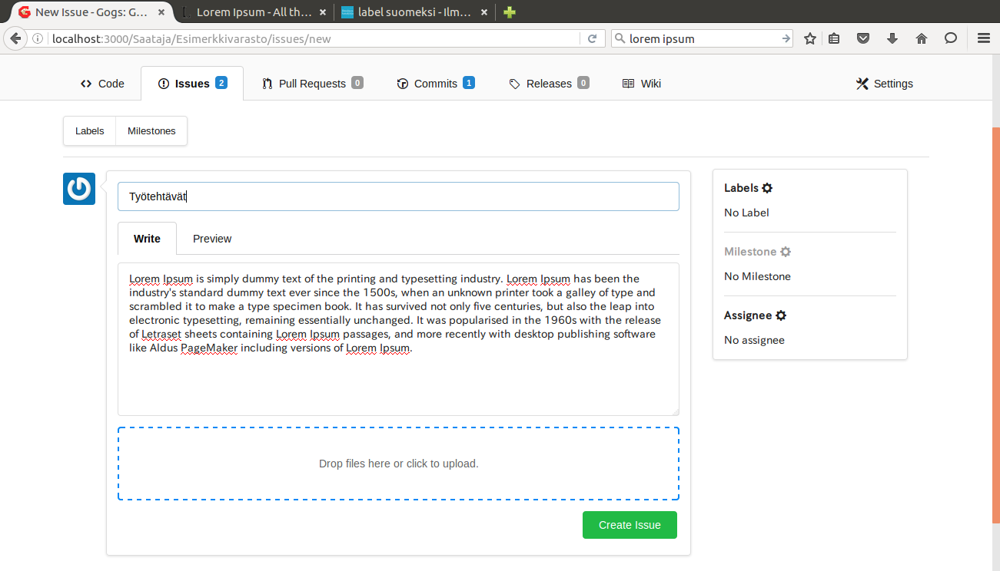 New Issue - Gogs: G… Lorem Ipsum - All th… label suomeksi - Ilm…
localhost:3000/Saataja/Esimerkkivarasto/issues/new lorem ipsum
Code Issues 2 Pull Requests 0 Commits 1 Releases 0 Wiki Settings
Labels Milestones
Työtehtävät
Write Preview
Lorem Ipsum is simply dummy text of the printing and typesetting industry. Lorem Ipsum has been the
industry's standard dummy text ever since the 1500s, when an unknown printer took a galley of type and
scrambled it to make a type specimen book. It has survived not only five centuries, but also the leap into
electronic typesetting, remaining essentially unchanged. It was popularised in the 1960s with the release
of Letraset sheets containing Lorem Ipsum passages, and more recently with desktop publishing software
like Aldus PageMaker including versions of Lorem Ipsum.
Drop files here or click to upload.
Create Issue
Labels
No Label
Milestone
No Milestone
Assignee
No assignee